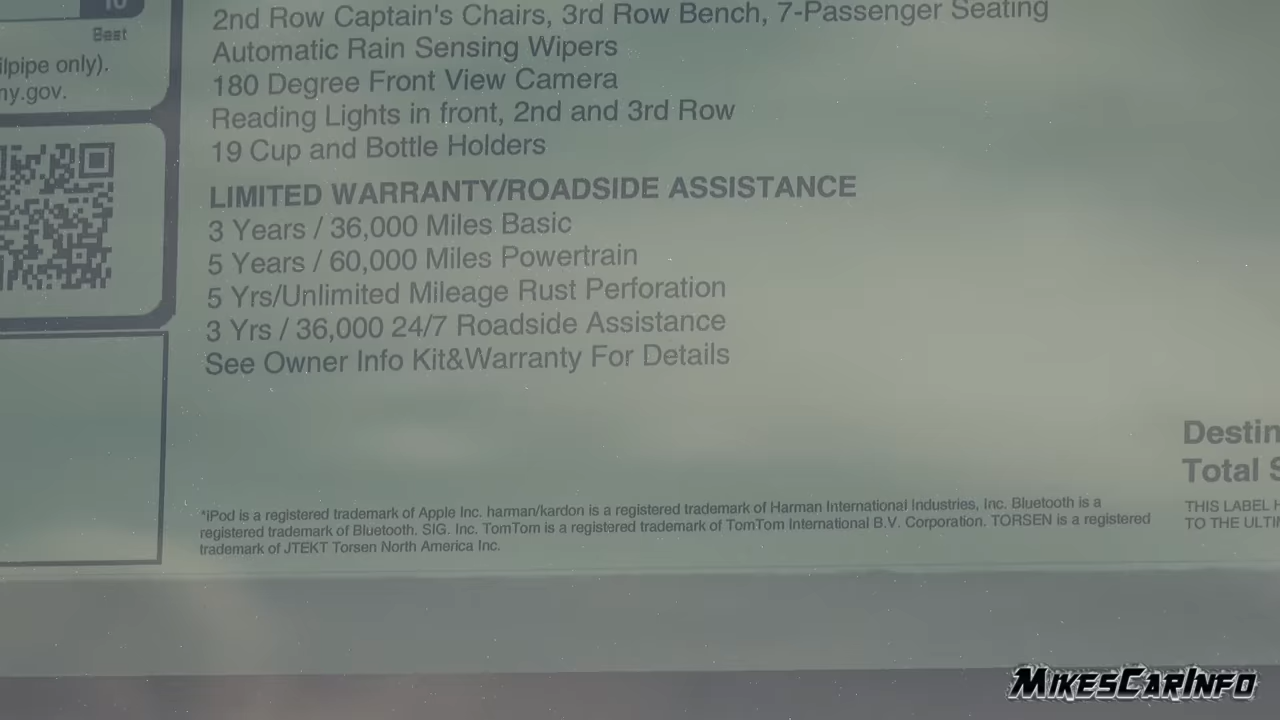 10
Best
ilpipe only).
ny.gov.
2nd Row Captain's Chairs, 3rd Row Bench, 7-Passenger Seating
Automatic Rain Sensing Wipers
180 Degree Front View Camera
Reading Lights in front, 2nd and 3rd Row
19 Cup and Bottle Holders
LIMITED WARRANTY/ROADSIDE ASSISTANCE
3 Years / 36,000 Miles Basic
5 Years / 60,000 Miles Powertrain
5 Yrs/Unlimited Mileage Rust Perforation
3 Yrs / 36,000 24/7 Roadside Assistance
See Owner Info Kit&Warranty For Details
*iPod is a registered trademark of Apple Inc. harman/kardon is a registered trademark of Harman International Industries, Inc. Bluetooth is a
registered trademark of Bluetooth. SIG. Inc. TomTom is a registered trademark of TomTom International B.V. Corporation. TORSEN is a registered
trademark of JTEKT Torsen North America Inc.
Destin
Total S
THIS LABEL H
TO THE ULTI
MIKESCARINFO